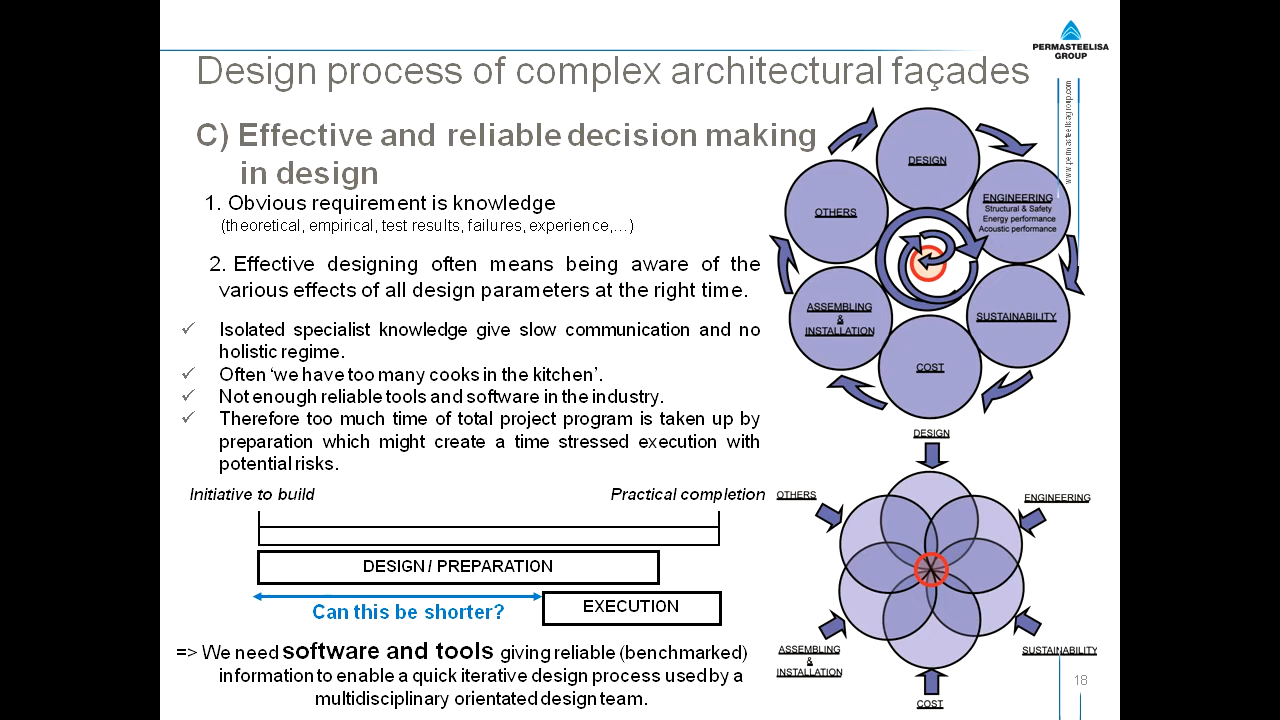 PERMASTEELISA
GROUP
www.permasteelisagroup.com
Design process of complex architectural façades
C) Effective and reliable decision making
in design
1. Obvious requirement is knowledge
(theoretical, empirical, test results, failures, experience,…)
2. Effective designing often means being aware of the
various effects of all design parameters at the right time.
✓ Isolated specialist knowledge give slow communication and no
holistic regime.
✓ Often ‘we have too many cooks in the kitchen’.
✓ Not enough reliable tools and software in the industry.
✓ Therefore too much time of total project program is taken up by
preparation which might create a time stressed execution with
potential risks.
Initiative to build
Practical completion
DESIGN / PREPARATION
Can this be shorter?
EXECUTION
=> We need software and tools giving reliable (benchmarked)
information to enable a quick iterative design process used by a
multidisciplinary orientated design team.
DESIGN
ENGINEERING
Structural & Safety
Energy performance
Acoustic performance
SUSTAINABILITY
COST
ASSEMBLING
&
INSTALLATION
OTHERS
DESIGN
ENGINEERING
SUSTAINABILITY
COST
ASSEMBLING
&
INSTALLATION
OTHERS
18